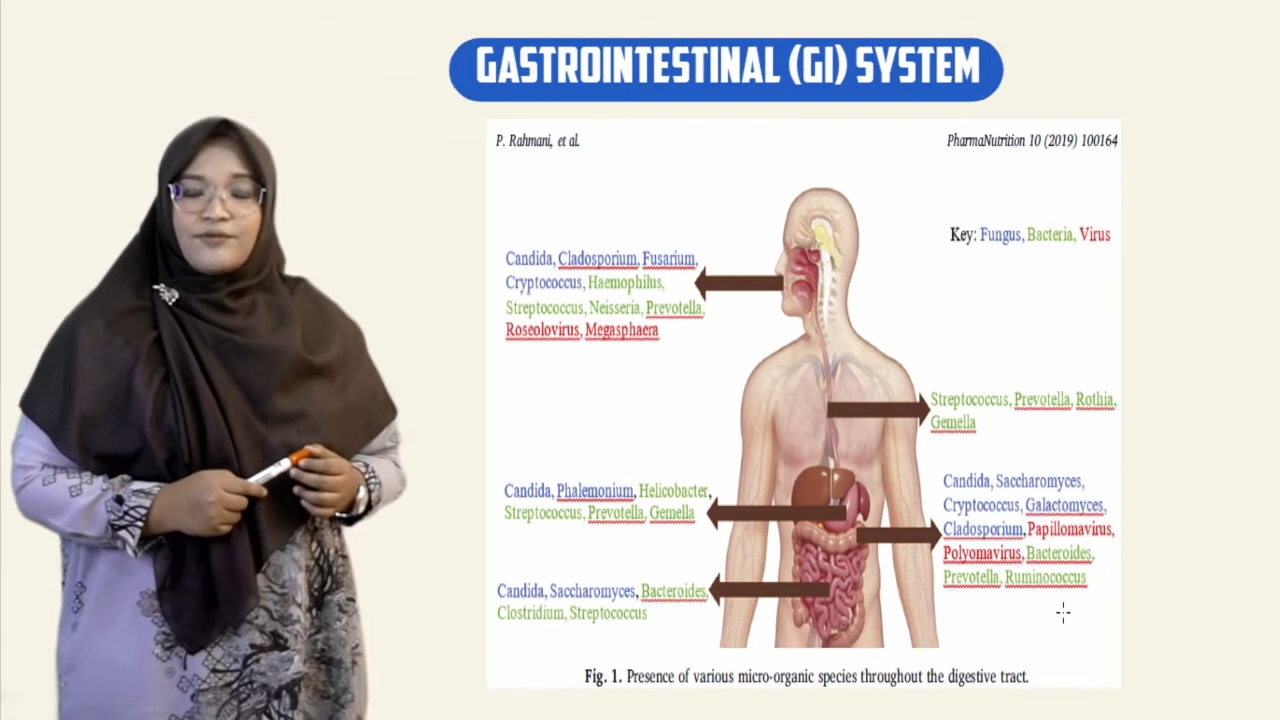 GASTROINTESTINAL (GI) SYSTEM
P. Rahmani, et al.
PharmaNutrition 10 (2019) 100164
Key: Fungus, Bacteria, Virus
Candida, Cladosporium, Fusarium,
Cryptococcus, Haemophilus,
Streptococcus, Neisseria, Prevotella,
Roseolovirus, Megasphaera
Streptococcus, Prevotella, Rothia,
Gemella
Candida, Phalemonium, Helicobacter,
Streptococcus, Prevotella, Gemella
Candida, Saccharomyces,
Cryptococcus, Galactomyces,
Cladosporium, Papillomavirus,
Polyomavirus, Bacteroides,
Prevotella, Ruminococcus
Candida, Saccharomyces, Bacteroides,
Clostridium, Streptococcus
Fig. 1. Presence of various micro-organic species throughout the digestive tract.